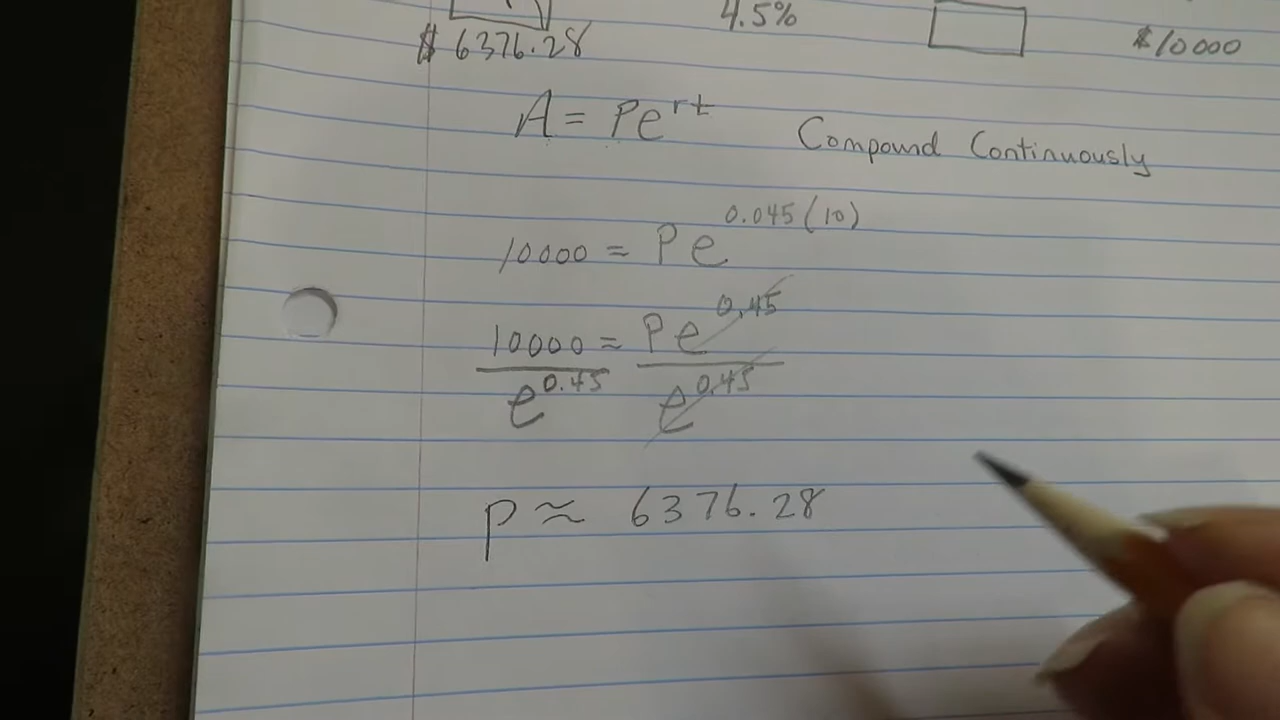 4.5%
$ 6376.28
$10000
A = Pe^rt
Compound Continuously
10000 = Pe^0.045(10)
10000 = Pe^0.45
e^0.45 e^0.45
P ≈ 6376.28